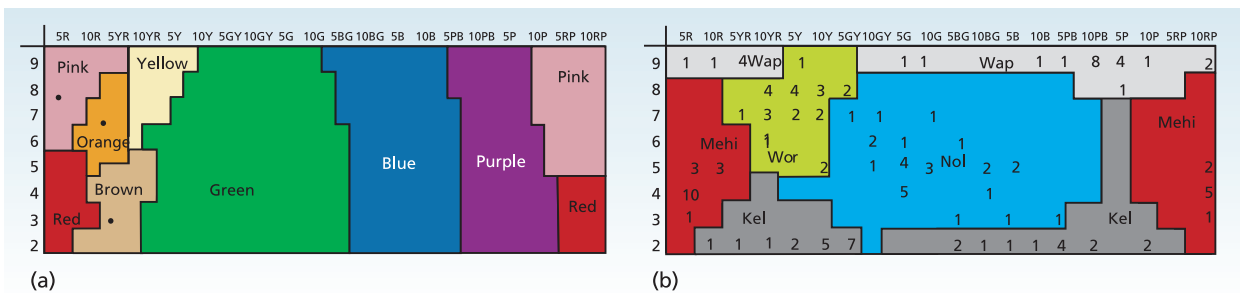 5R 10R 5YR 10YR 5Y 10Y 5GY 10GY 5G 10G 5BG 10BG 5B 10B 5PB 10PB 5P 10P 5RP 10RP
9 Pink Yellow Pink
8
7
6 Orange
5 Blue Purple
4 Brown Green
3 Red Red
2
(a)
5R 10R 5YR 10YR 5Y 10Y 5GY 5G 10G 5BG 10BG 5B 10B 5PB 10PB 5P 10P 5RP 10RP
9 1 1 4Wap 1 1 1 Wap 1 1 8 4 1 2
8 4 4 3 2 1
7 1 3 2 2 1 1 1 Mehi
6 Mehi 1 2 1 1
5 3 3 Wor 2 1 4 3 Nol 2 2 2
4 10 5 1 5
3 1 Kel 1 1 1 Kel 1
2 1 1 1 2 5 7 2 1 1 1 4 2 2
(b)